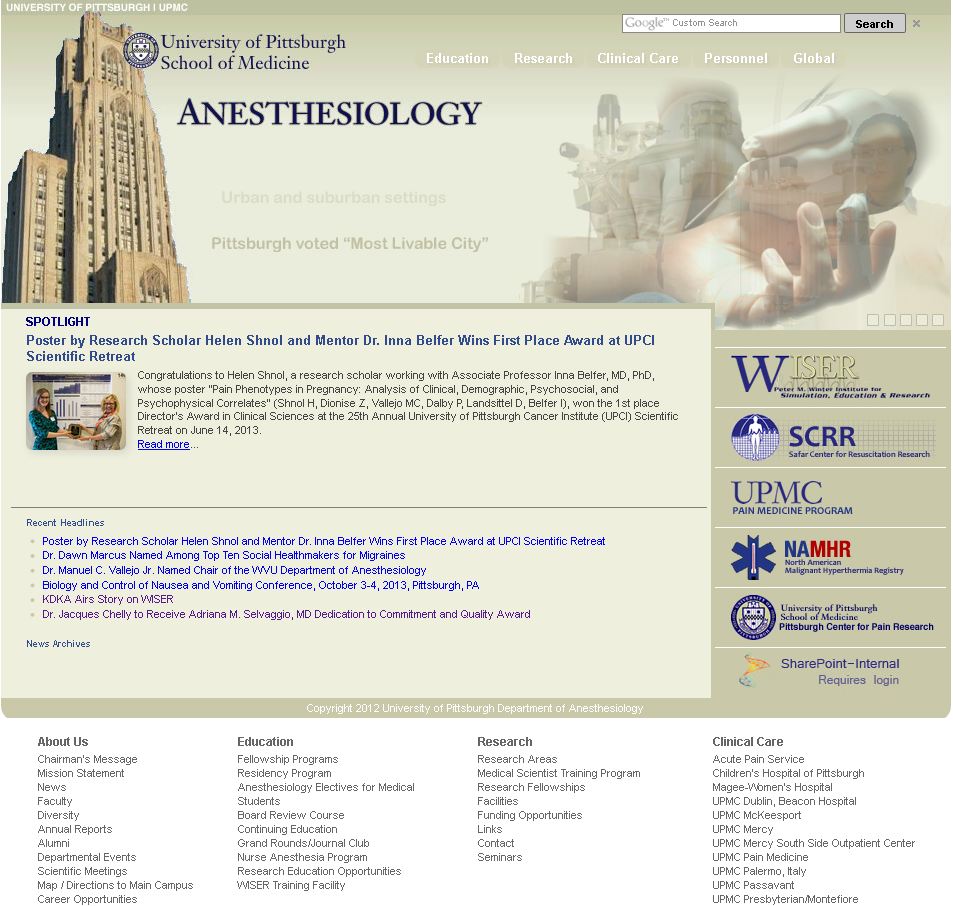 UNIVERSITY OF PITTSBURGH | UPMC
Google™ Custom Search
Search
×
University of Pittsburgh
School of Medicine
Education
Research
Clinical Care
Personnel
Global
ANESTHESIOLOGY
Urban and suburban settings
Pittsburgh voted “Most Livable City”
SPOTLIGHT
Poster by Research Scholar Helen Shnol and Mentor Dr. Inna Belfer Wins First Place Award at UPCI
Scientific Retreat
Congratulations to Helen Shnol, a research scholar working with Associate Professor Inna Belfer, MD, PhD,
whose poster "Pain Phenotypes in Pregnancy: Analysis of Clinical, Demographic, Psychosocial, and
Psychophysical Correlates" (Shnol H, Dionise Z, Vallejo MC, Dalby P, Landsittel D, Belfer I), won the 1st place
Director's Award in Clinical Sciences at the 25th Annual University of Pittsburgh Cancer Institute (UPCI) Scientific
Retreat on June 14, 2013.
Read more...
Recent Headlines
Poster by Research Scholar Helen Shnol and Mentor Dr. Inna Belfer Wins First Place Award at UPCI Scientific Retreat
Dr. Dawn Marcus Named Among Top Ten Social Healthmakers for Migraines
Dr. Manuel C. Vallejo Jr. Named Chair of the WVU Department of Anesthesiology
Biology and Control of Nausea and Vomiting Conference, October 3-4, 2013, Pittsburgh, PA
KDKA Airs Story on WISER
Dr. Jacques Chelly to Receive Adriana M. Selvaggio, MD Dedication to Commitment and Quality Award
News Archives
WISER
Peter M. Winter Institute for
Simulation, Education & Research
SCRR
Safar Center for Resuscitation Research
UPMC
PAIN MEDICINE PROGRAM
NAMHR
North American
Malignant Hyperthermia Registry
University of Pittsburgh
School of Medicine
Pittsburgh Center for Pain Research
SharePoint-Internal
Requires login
Copyright 2012 University of Pittsburgh Department of Anesthesiology
About Us
Chairman's Message
Mission Statement
News
Faculty
Diversity
Annual Reports
Alumni
Departmental Events
Scientific Meetings
Map / Directions to Main Campus
Career Opportunities
Education
Fellowship Programs
Residency Program
Anesthesiology Electives for Medical
Students
Board Review Course
Continuing Education
Grand Rounds/Journal Club
Nurse Anesthesia Program
Research Education Opportunities
WISER Training Facility
Research
Research Areas
Medical Scientist Training Program
Research Fellowships
Facilities
Funding Opportunities
Links
Contact
Seminars
Clinical Care
Acute Pain Service
Children's Hospital of Pittsburgh
Magee-Women's Hospital
UPMC Dublin, Beacon Hospital
UPMC McKeesport
UPMC Mercy
UPMC Mercy South Side Outpatient Center
UPMC Pain Medicine
UPMC Palermo, Italy
UPMC Passavant
UPMC Presbyterian/Montefiore